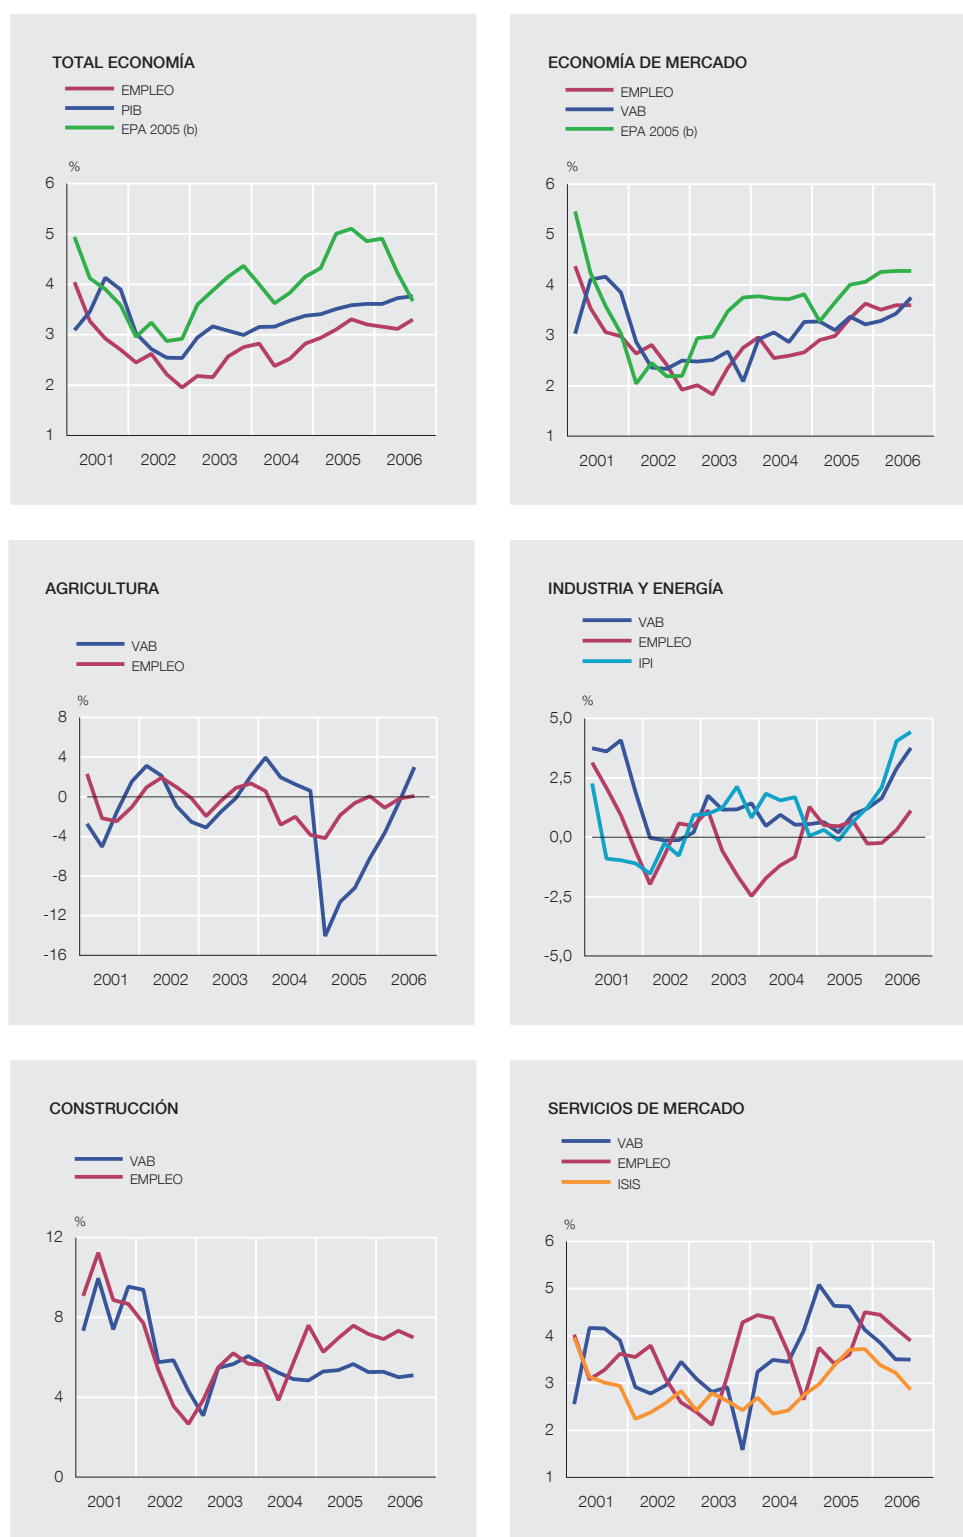 TOTAL ECONOMÍA
EMPLEO
PIB
EPA 2005 (b)
%
6
5
4
3
2
1
2001 2002 2003 2004 2005 2006
ECONOMÍA DE MERCADO
EMPLEO
VAB
EPA 2005 (b)
%
6
5
4
3
2
1
2001 2002 2003 2004 2005 2006
AGRICULTURA
VAB
EMPLEO
%
8
4
0
-4
-8
-12
-16
2001 2002 2003 2004 2005 2006
INDUSTRIA Y ENERGÍA
VAB
EMPLEO
IPI
%
5,0
2,5
0,0
-2,5
-5,0
2001 2002 2003 2004 2005 2006
CONSTRUCCIÓN
VAB
EMPLEO
%
12
8
4
0
2001 2002 2003 2004 2005 2006
SERVICIOS DE MERCADO
VAB
EMPLEO
ISIS
%
6
5
4
3
2
1
2001 2002 2003 2004 2005 2006